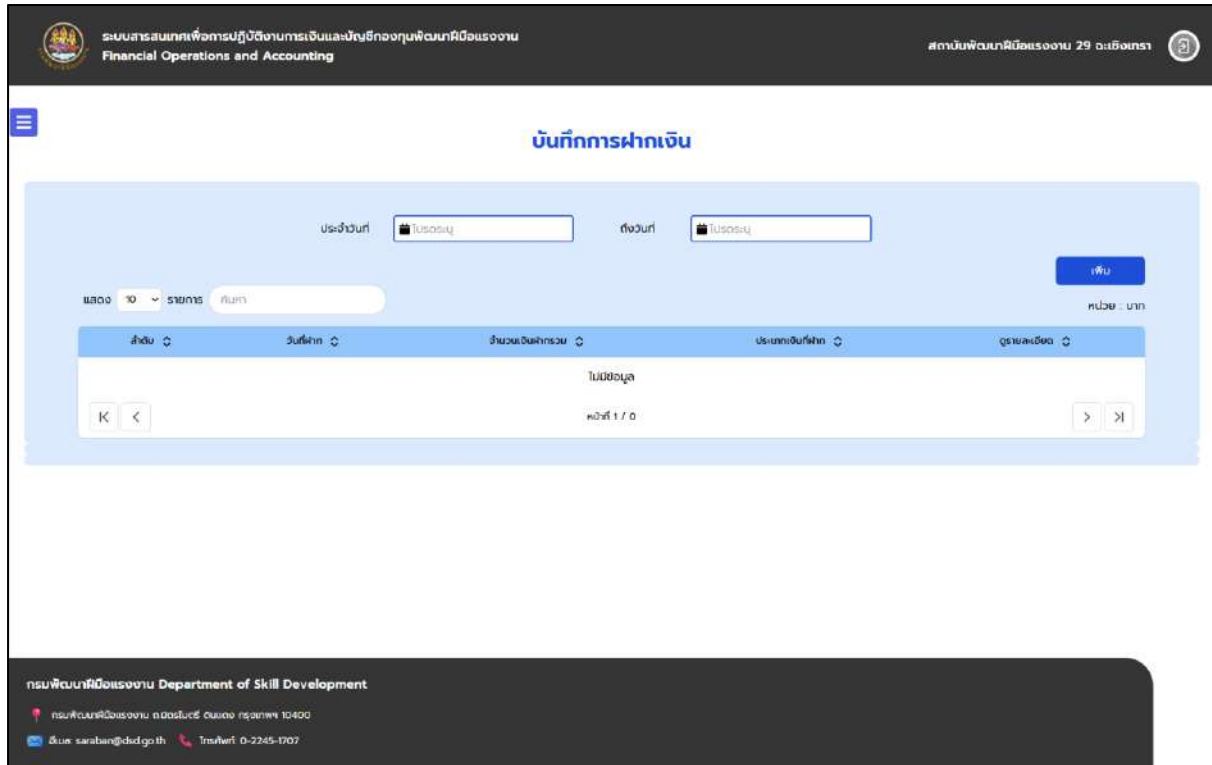 ระบบสารสนเทศเพื่อการปฏิบัติงานการเงินและบัญชีกองทุนพัฒนาฝีมือแรงงาน
Financial Operations and Accounting
สถาบันพัฒนาฝีมือแรงงาน 29 ฉะเชิงเทรา
บันทึกการฝากเงิน
ประจำวันที่ โปรดระบุ ถึงวันที่ โปรดระบุ
เพิ่ม
แสดง 10 รายการ ค้นหา
หน่วย : บาท
ลำดับ วันที่ฝาก จำนวนเงินฝากรวม ประเภทเงินที่ฝาก ดูรายละเอียด
ไม่มีข้อมูล
หน้าที่ 1 / 0
กรมพัฒนาฝีมือแรงงาน Department of Skill Development
กรมพัฒนาฝีมือแรงงาน ถ.มิตรไมตรี ดินแดง กรุงเทพฯ 10400
อีเมล: saraban@dsd.go.th โทรศัพท์: 0-2245-1707